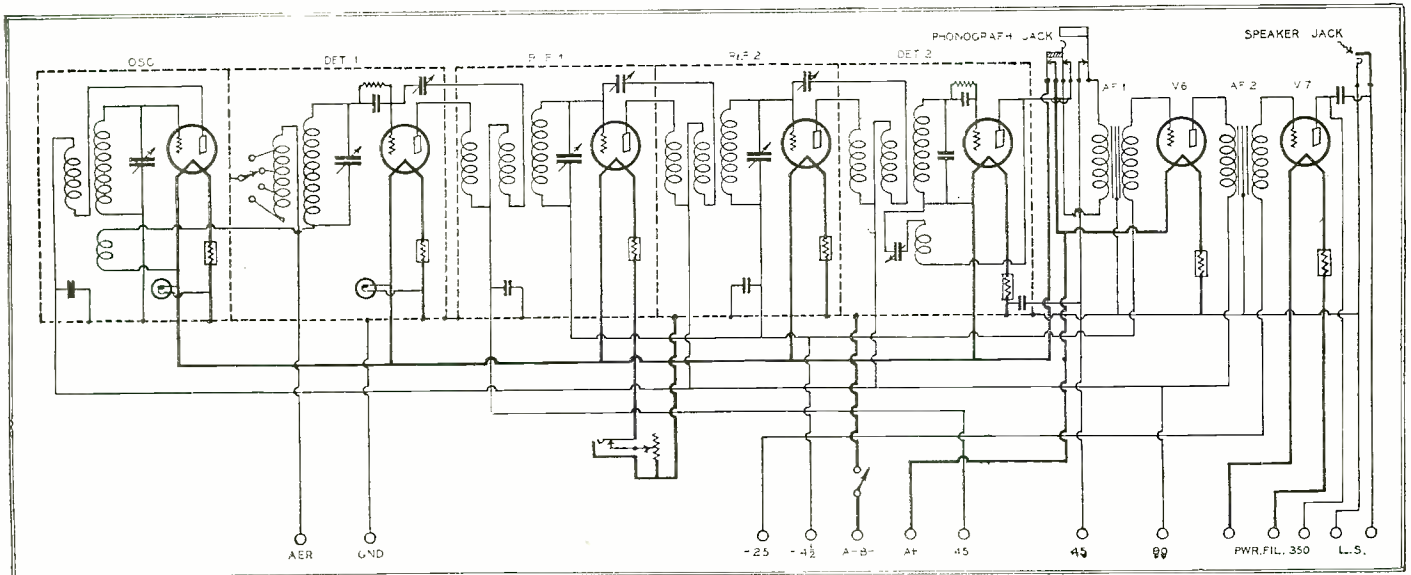 PHONOGRAPH JACK
SPEAKER JACK
OSC
DET 1
R.F. 1
R.F. 2
DET 2
AF 1
V6
AF 2
V7
AER
GND
-25
-4½
A-B-
A+
45
45
90
PWR. FIL. 350
L.S.